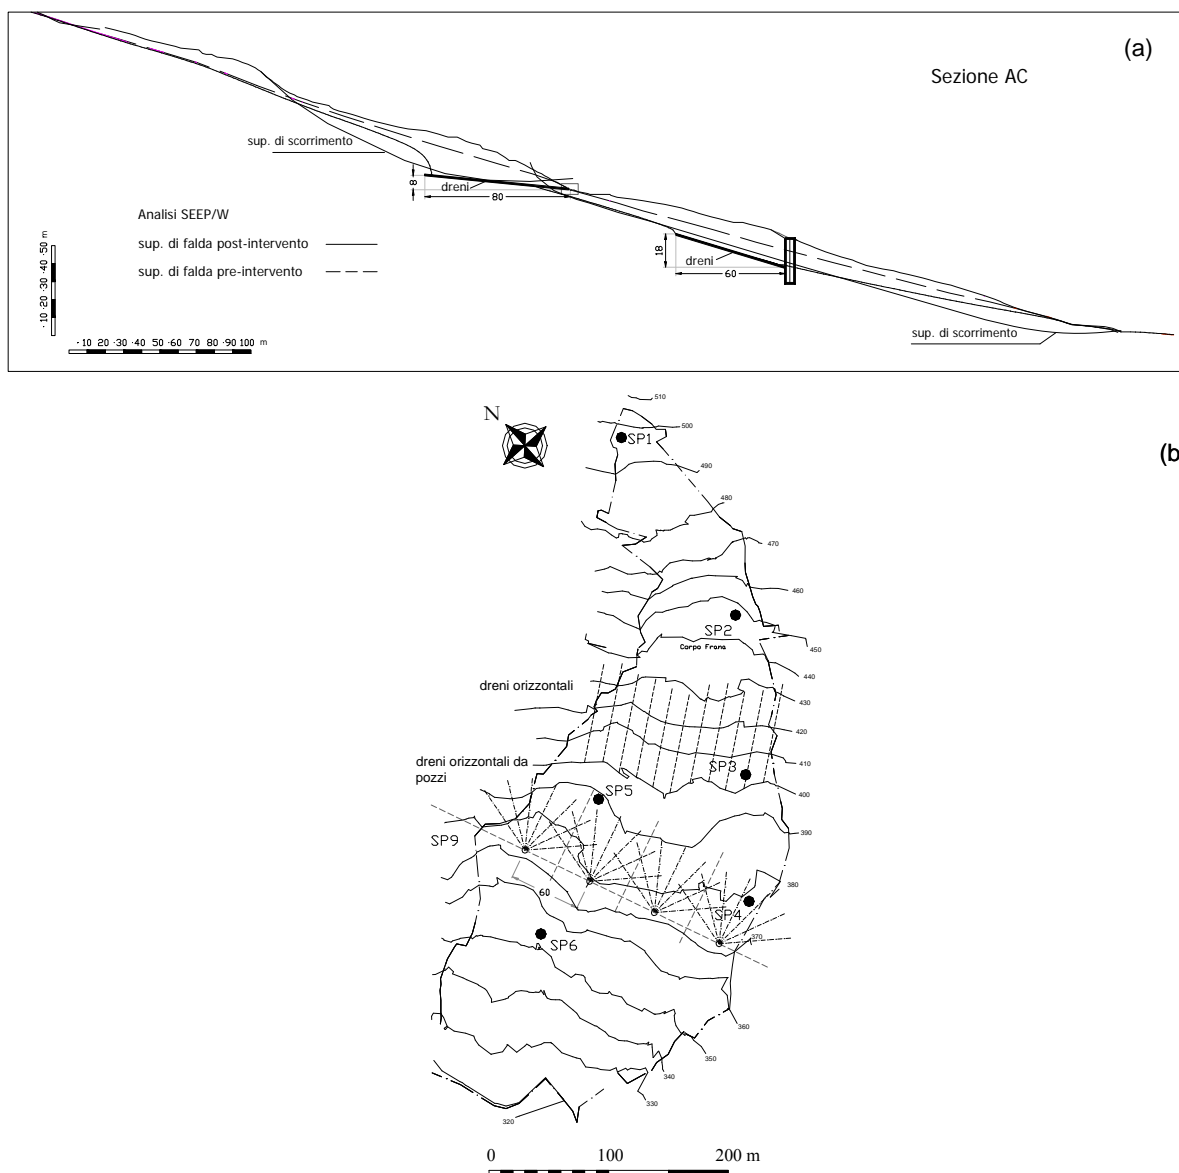 (a)
Sezione AC
sup. di scorrimento
8
dreni
80
Analisi SEEP/W
sup. di falda post-intervento
sup. di falda pre-intervento
18
dreni
60
sup. di scorrimento
·10 ·20 ·30 ·40 ·50 m
·10 20 ·30 ·40 ·50 ·60 70 80 ·90 100 m
(b
N
510
500
SP1
490
480
470
460
SP2
450
Corpo Frana
440
dreni orizzontali
430
420
dreni orizzontali da
pozzi
SP3
410
400
SP5
390
SP9
380
60
SP4
370
SP6
360
350
340
330
320
0 100 200 m